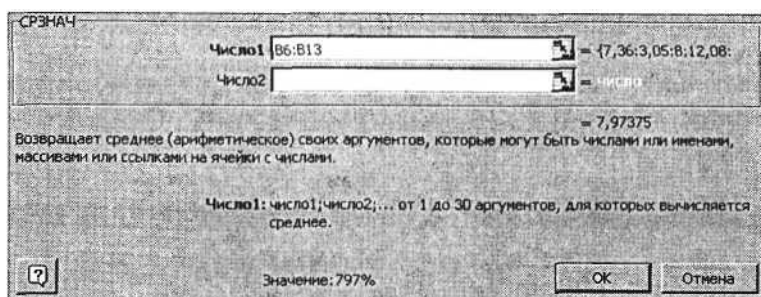 СРЗНАЧ
Число1 B6:B13 = {7,36:3,05:8:12,08:
Число2 = число
= 7,97375
Возвращает среднее (арифметическое) своих аргументов, которые могут быть числами или именами,
массивами или ссылками на ячейки с числами.
Число1: число1;число2;... от 1 до 30 аргументов, для которых вычисляется
среднее.
Значение:797%
ОК
Отмена